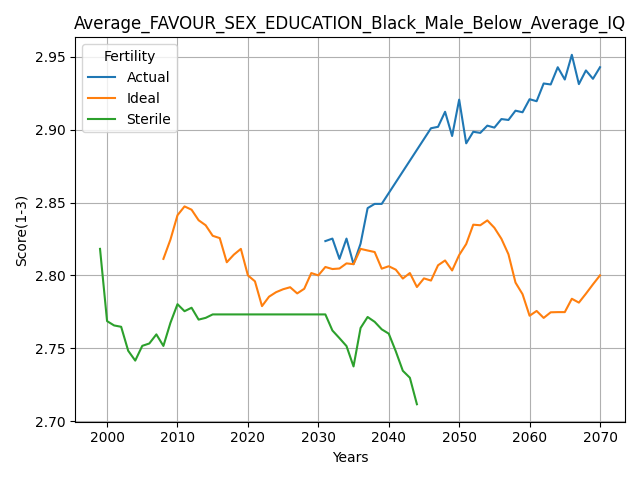 Average_FAVOUR_SEX_EDUCATION_Black_Male_Below_Average_IQ
Fertility
Actual
Ideal
Sterile
Score(1-3)
2.95
2.90
2.85
2.80
2.75
2.70
2000 2010 2020 2030 2040 2050 2060 2070
Years